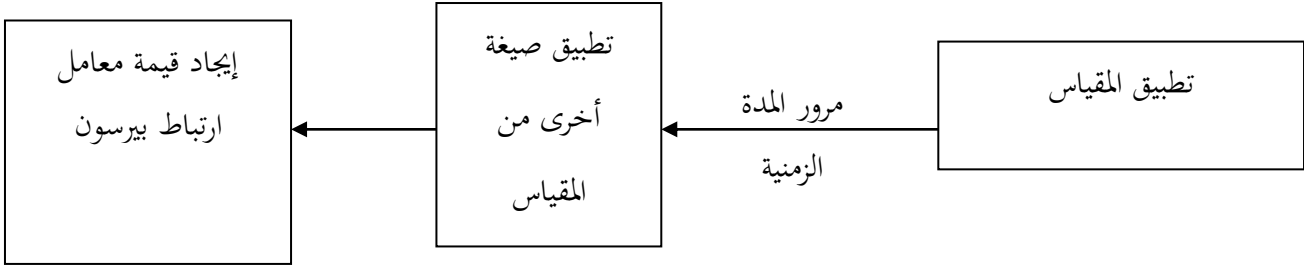 تطبيق المقياس
مرور المدة
الزمنية
تطبيق صيغة
أخرى من
المقياس
إيجاد قيمة معامل
ارتباط بيرسون